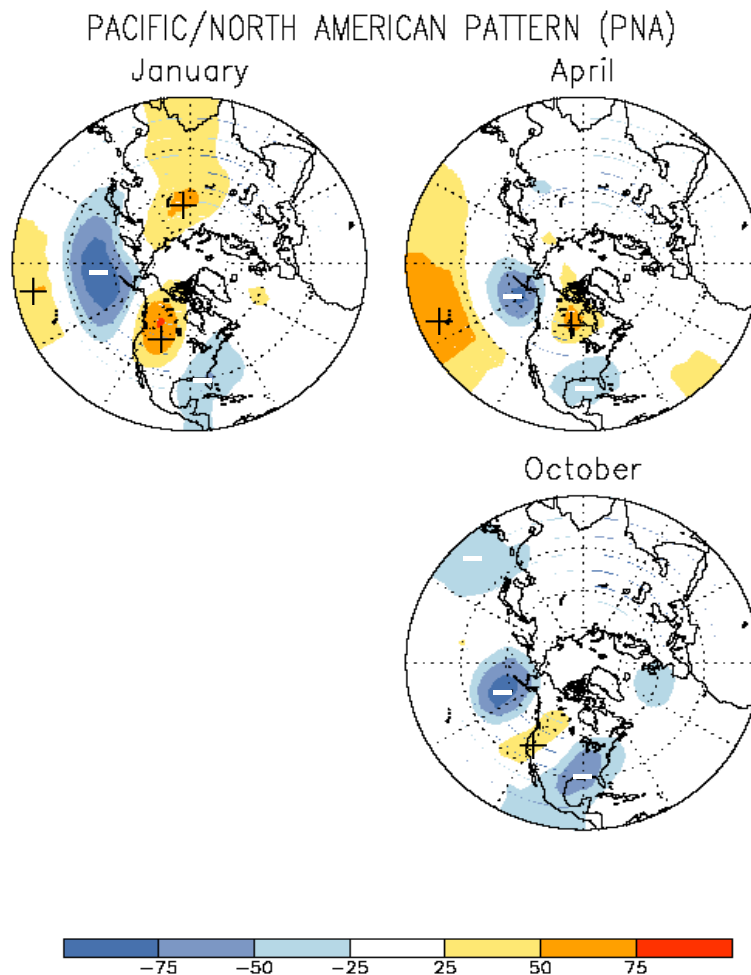 PACIFIC/NORTH AMERICAN PATTERN (PNA)
January
April
October
-75 -50 -25 25 50 75